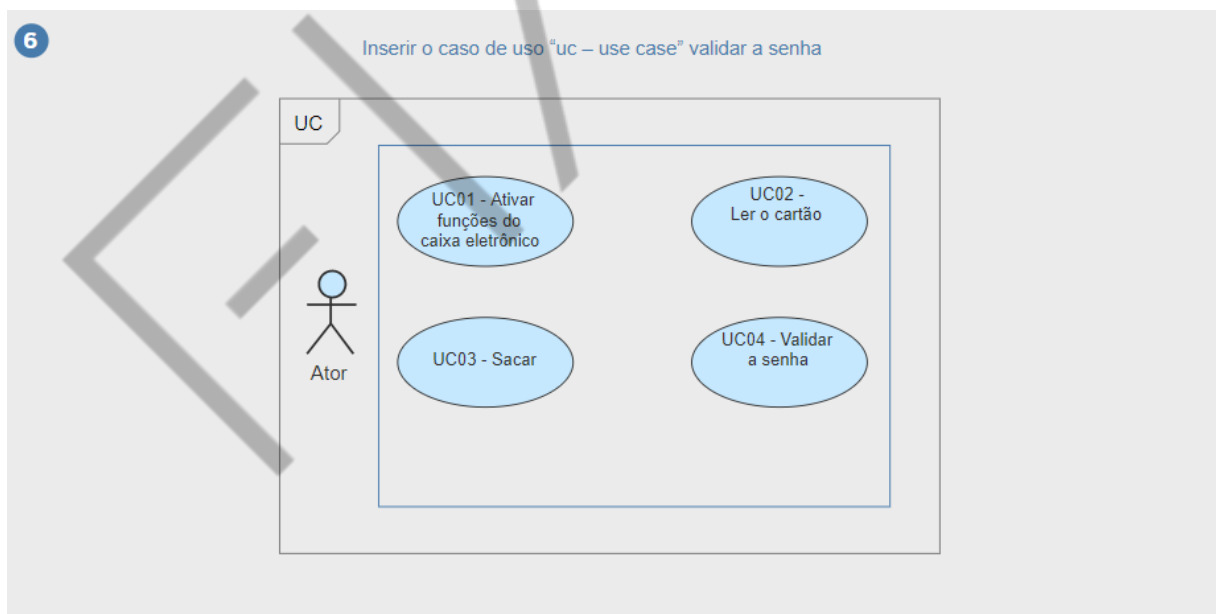 6
Inserir o caso de uso “uc – use case” validar a senha
UC
UC01 - Ativar
funções do
caixa eletrônico
UC02 -
Ler o cartão
UC03 - Sacar
UC04 - Validar
a senha
Ator